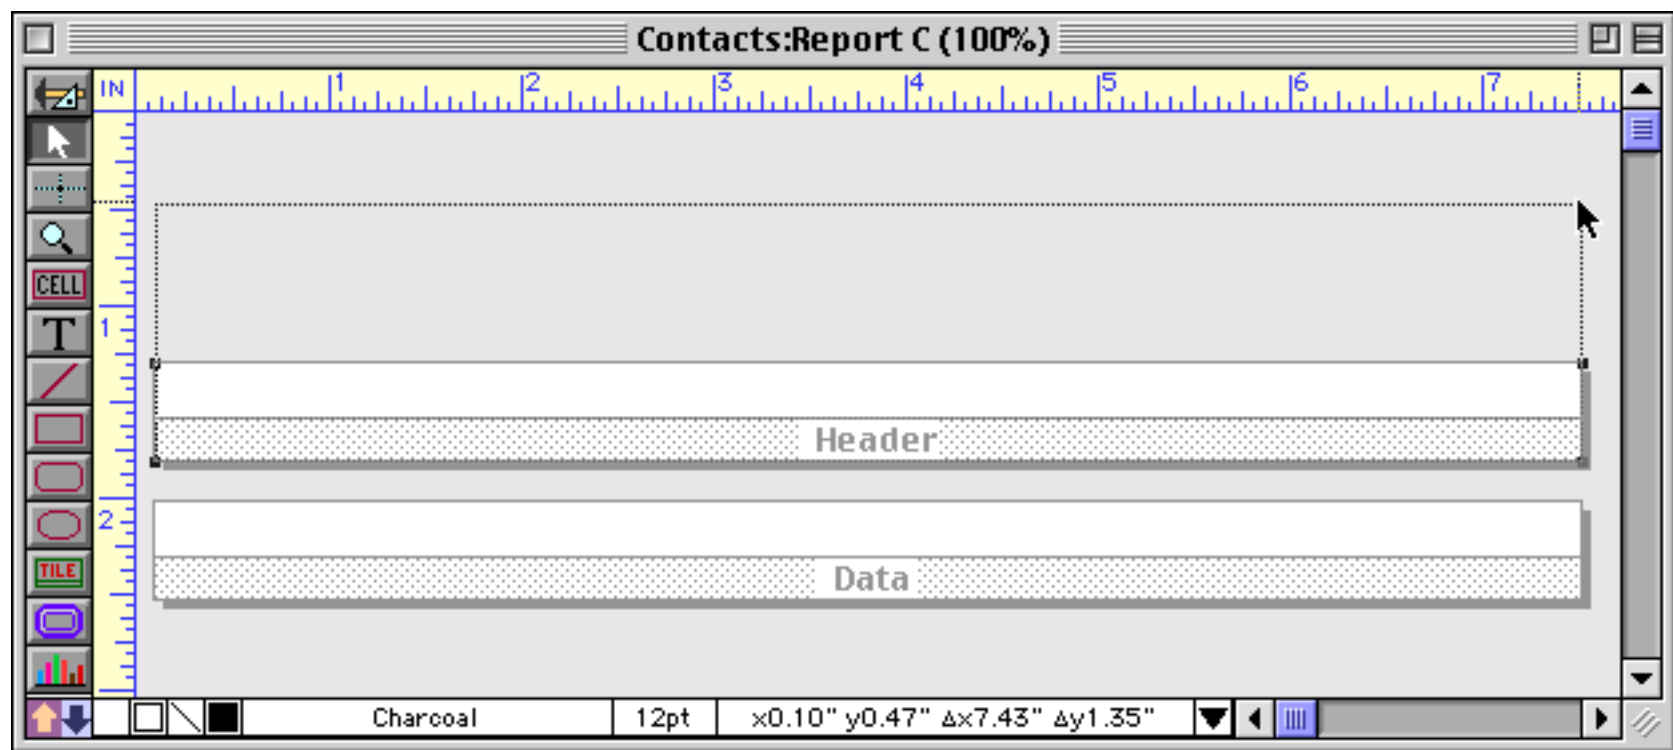 Contacts:Report C (100%)
IN 1 2 3 4 5 6 7
CELL
T
1
Header
2
TILE
Data
Charcoal 12pt x0.10" y0.47" Δx7.43" Δy1.35"